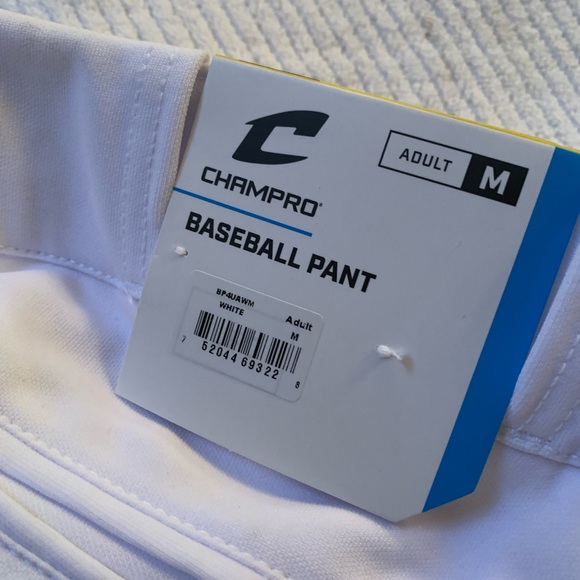 CHAMPRO
ADULT M
BASEBALL PANT
BP4UAWM
WHITE
Adult
M
7 52044 69322 8